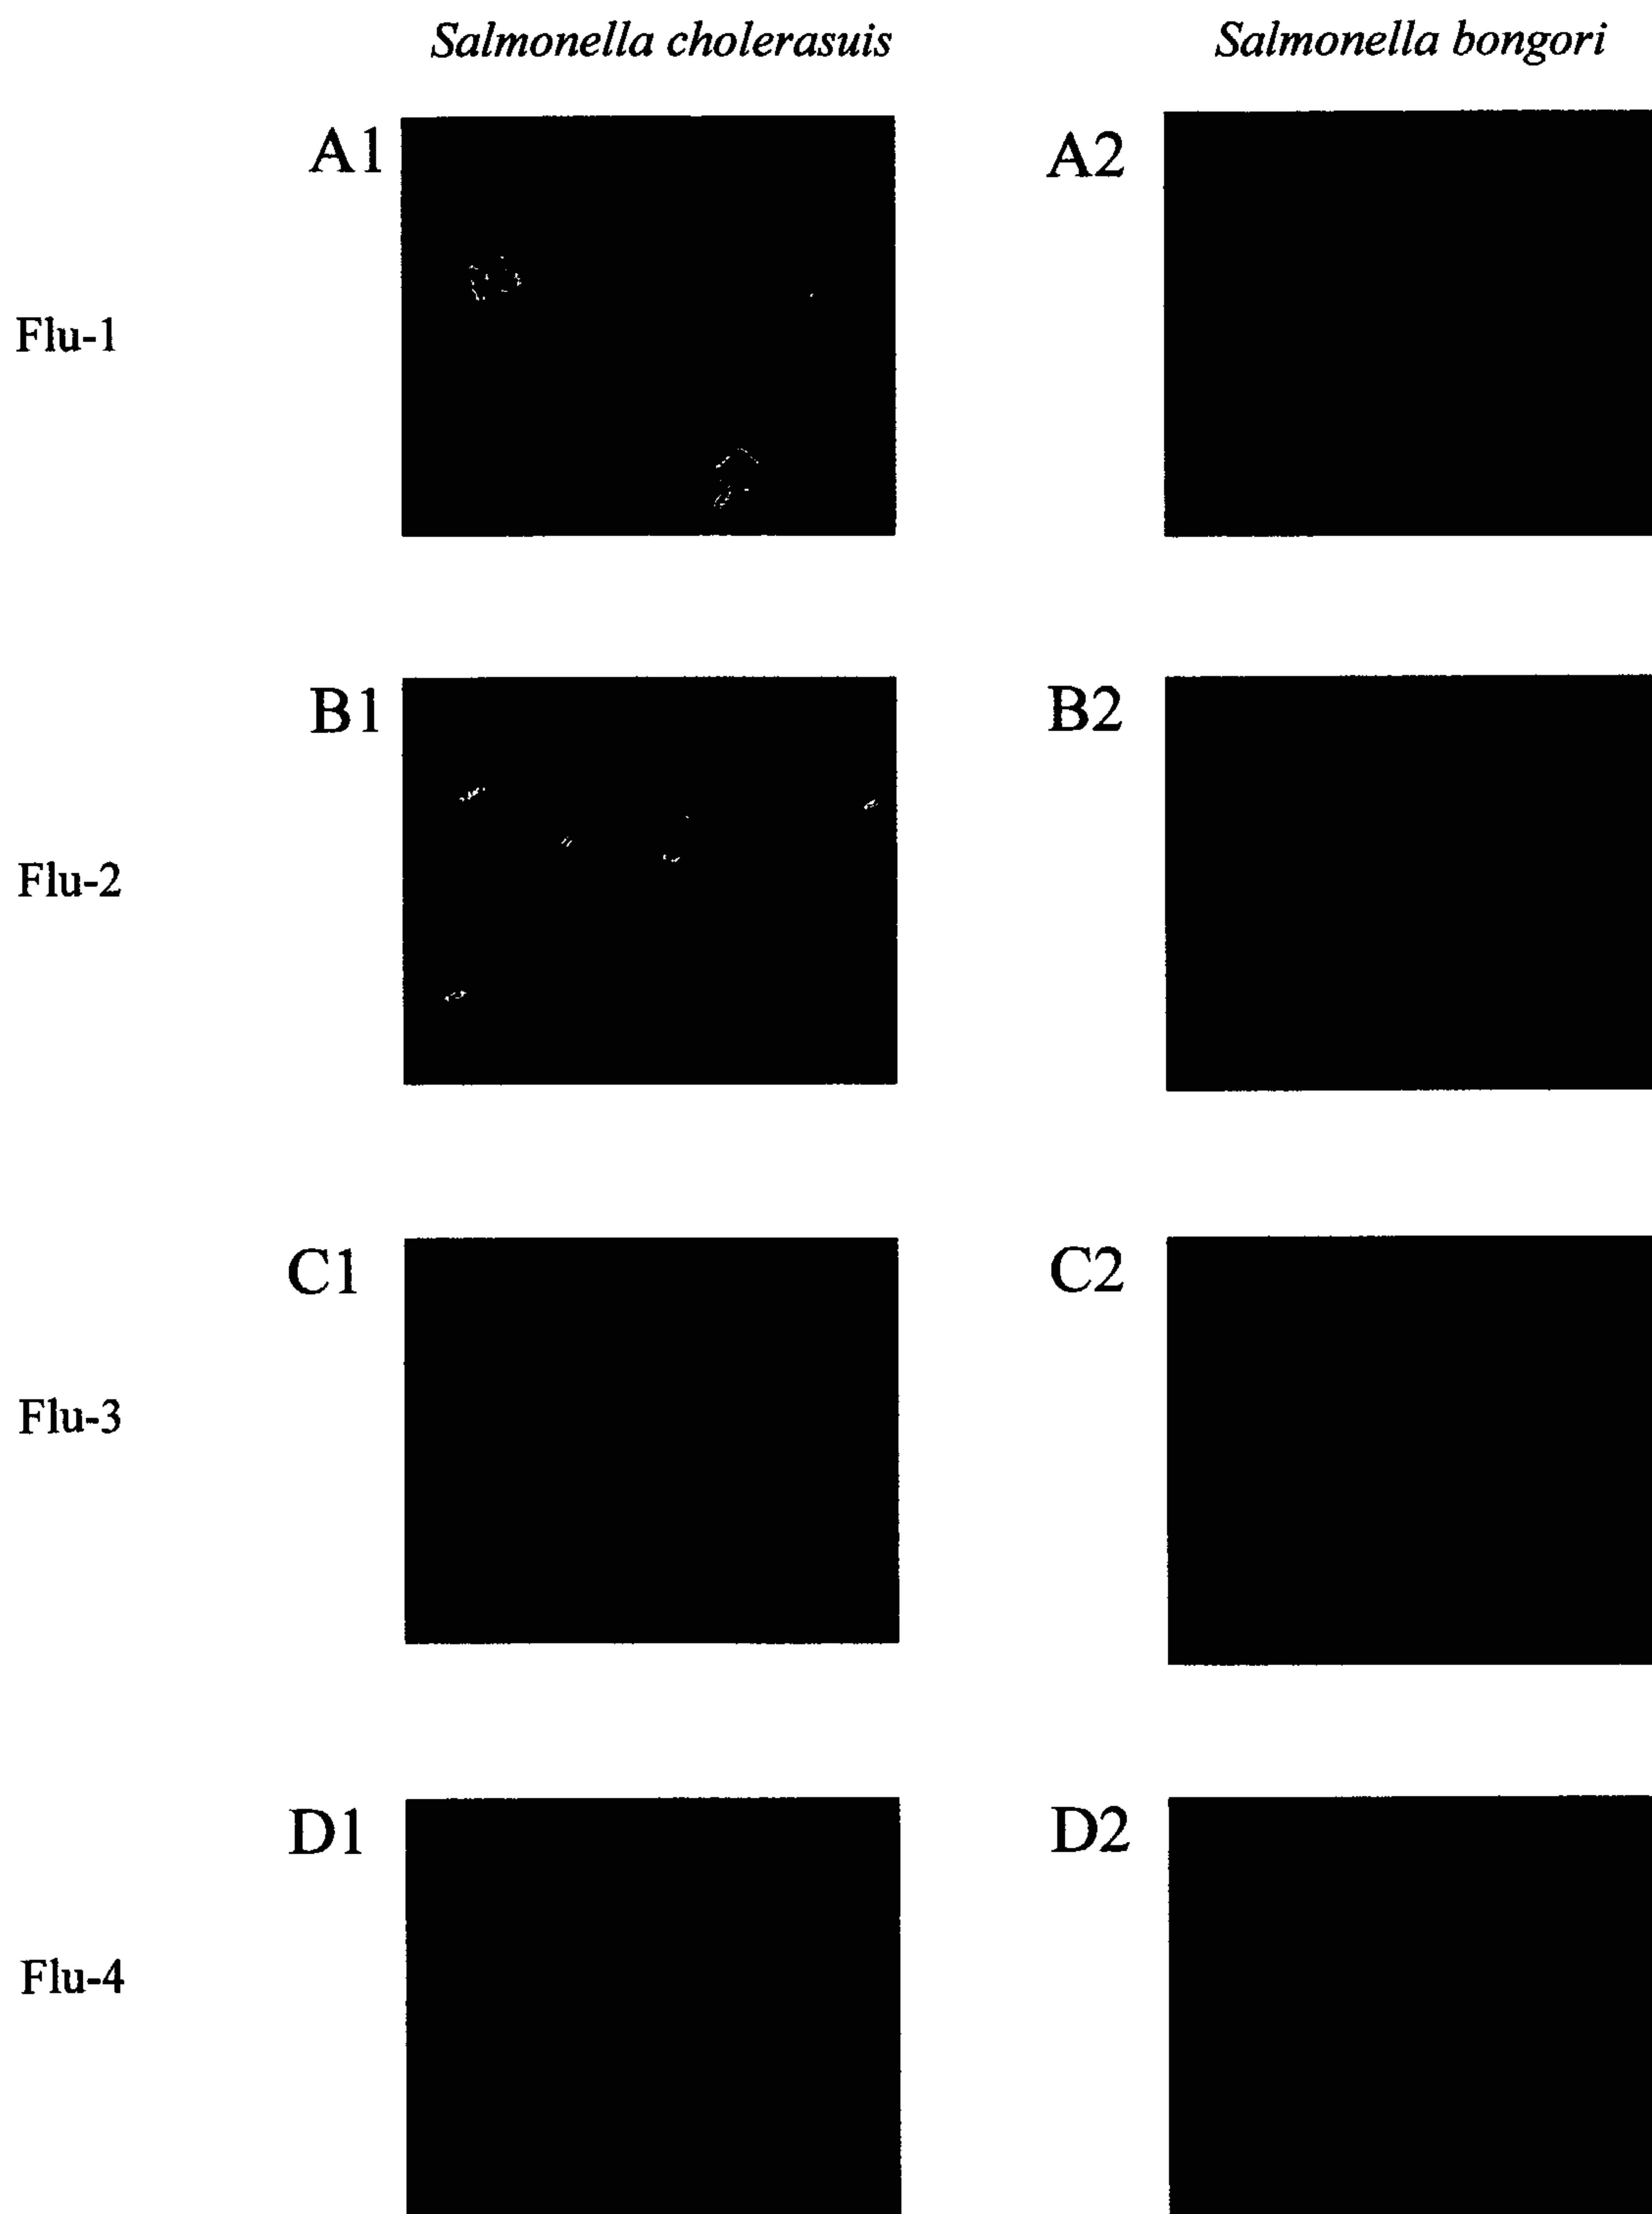 Salmonella cholerasuis Salmonella bongori
A1 A2
Flu-1
B1 B2
Flu-2
C1 C2
Flu-3
D1 D2
Flu-4